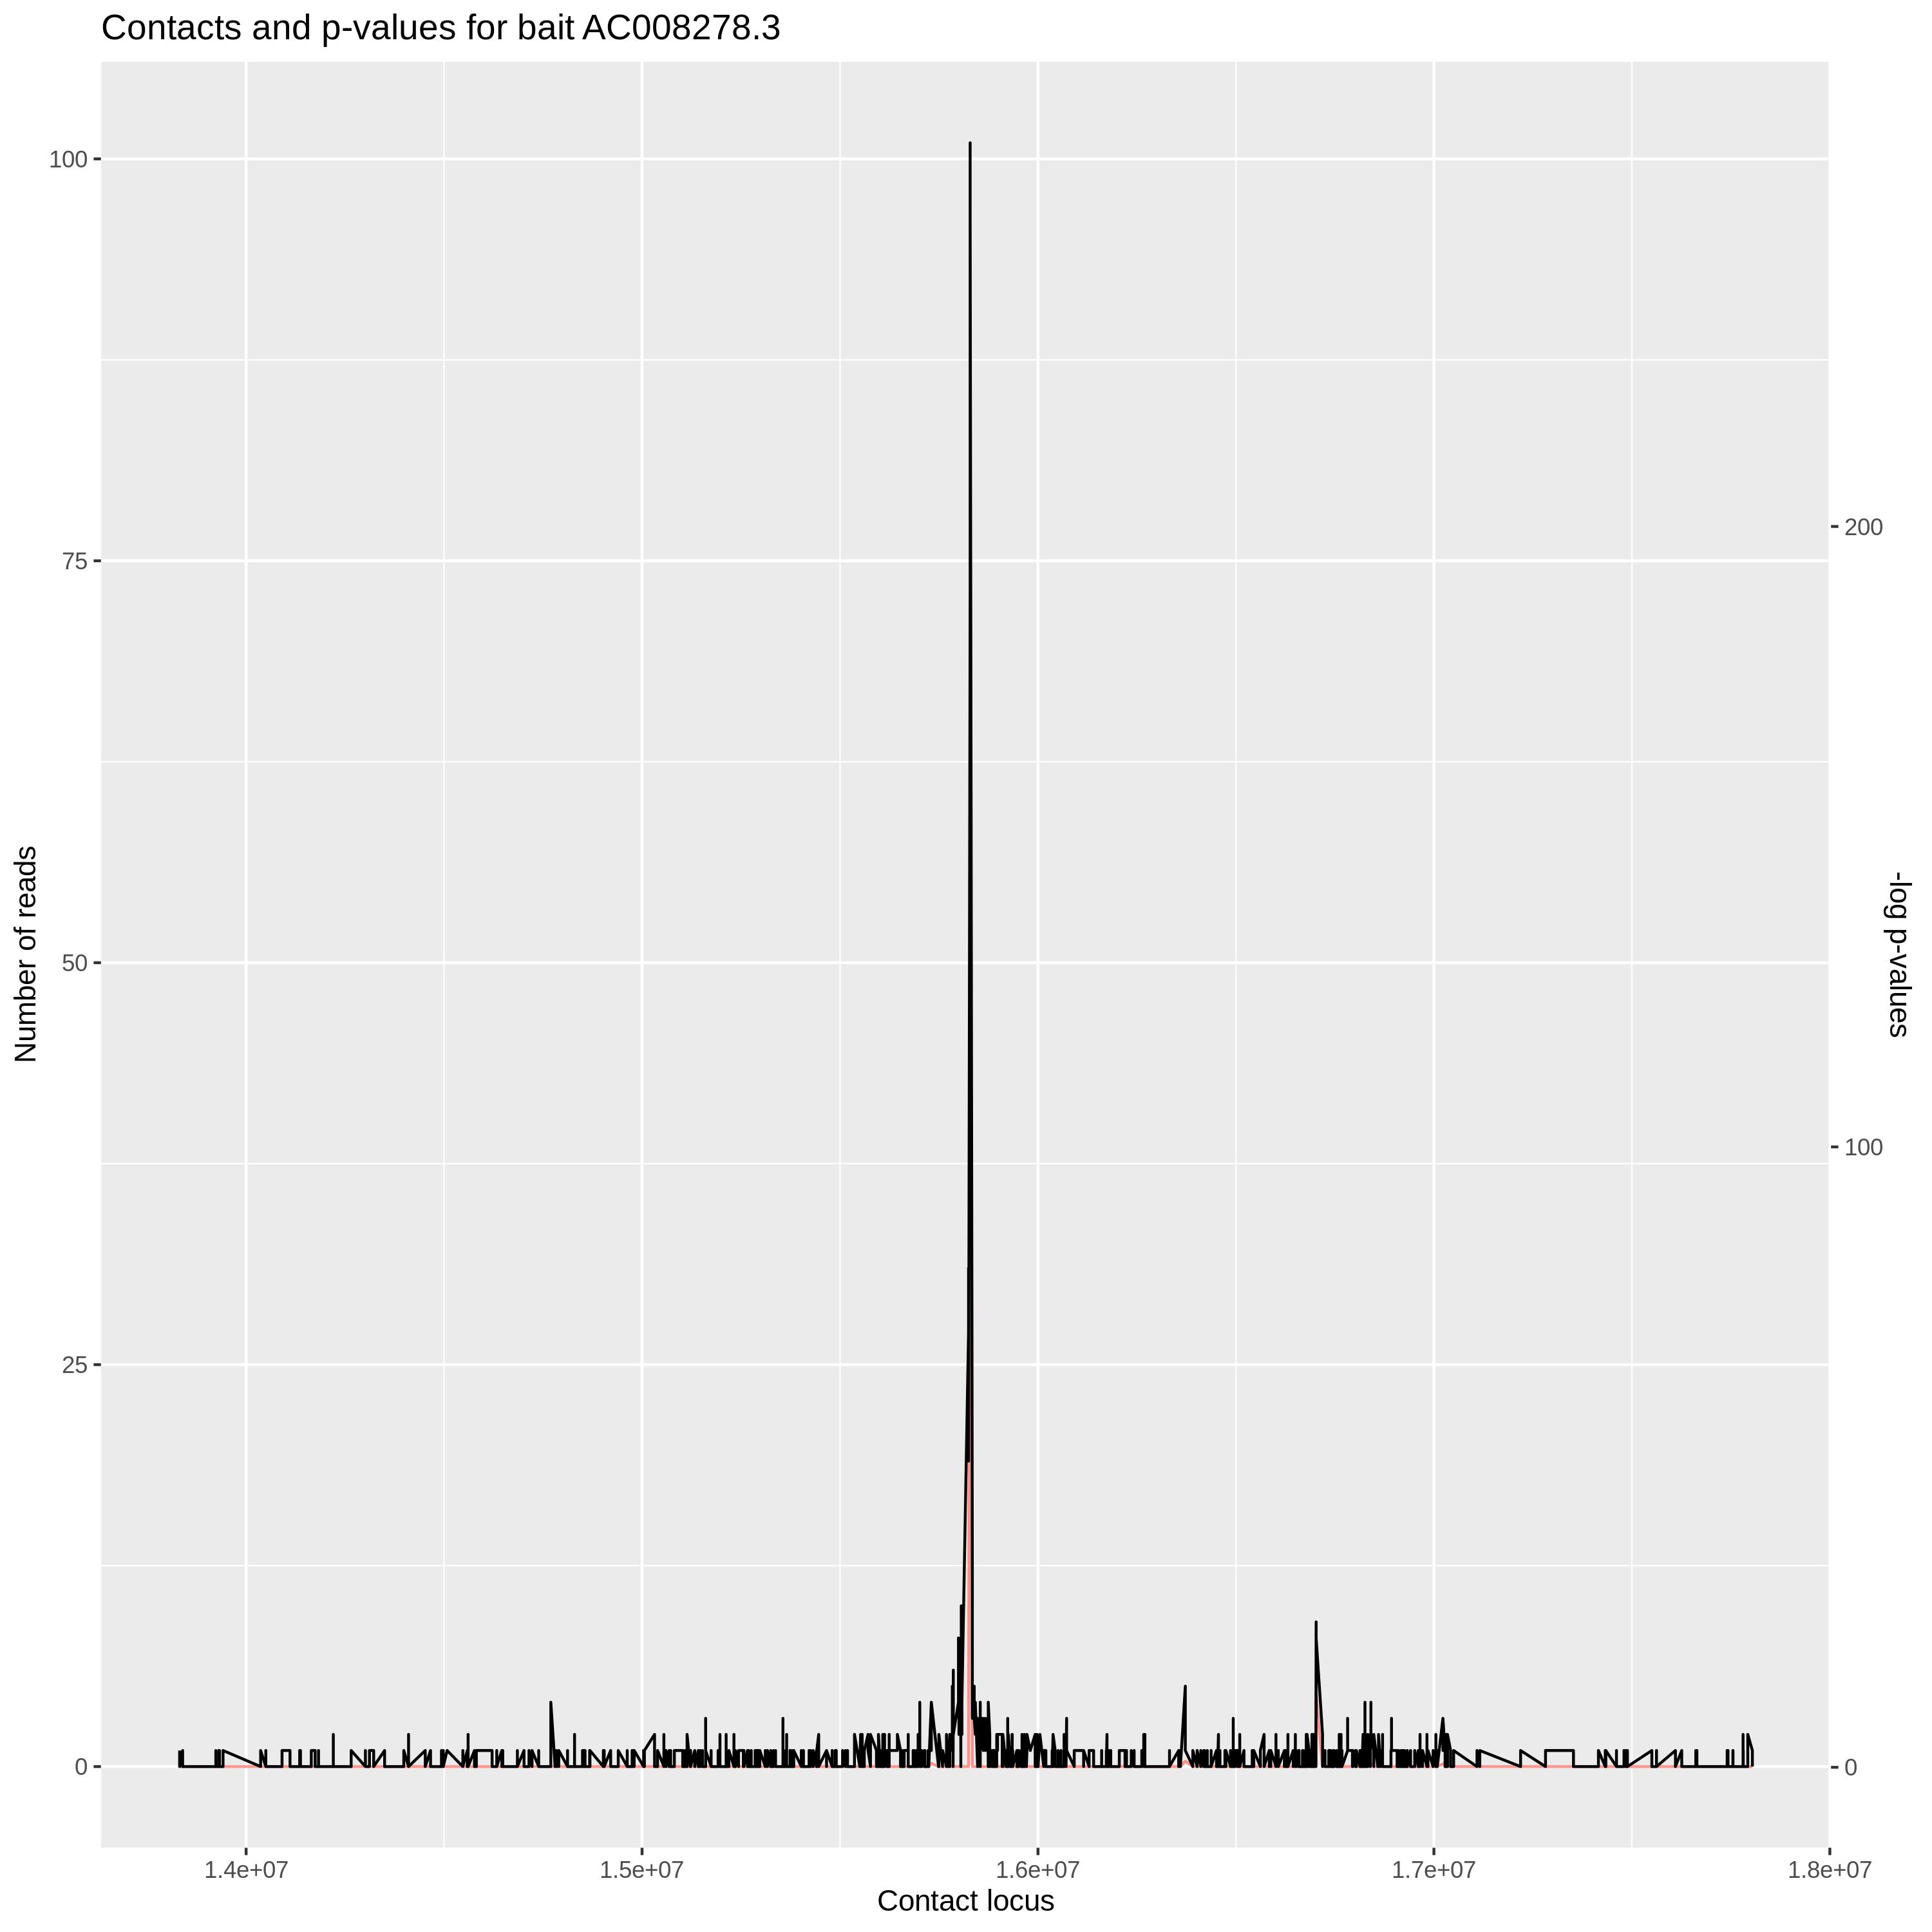 Contacts and p-values for bait AC008278.3
100
75
50
25
0
Number of reads
200
100
0
-log p-values
1.4e+07
1.5e+07
1.6e+07
1.7e+07
1.8e+07
Contact locus